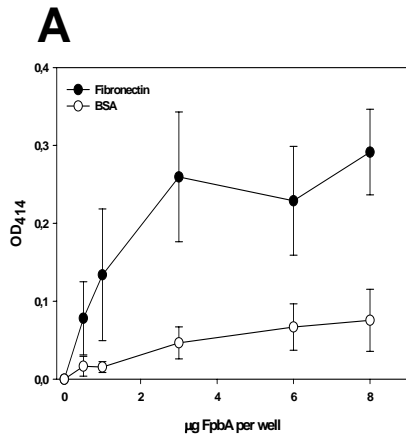 A
0,4
Fibronectin
BSA
0,3
OD414
0,2
0,1
0,0
0 2 4 6 8
µg FpbA per well